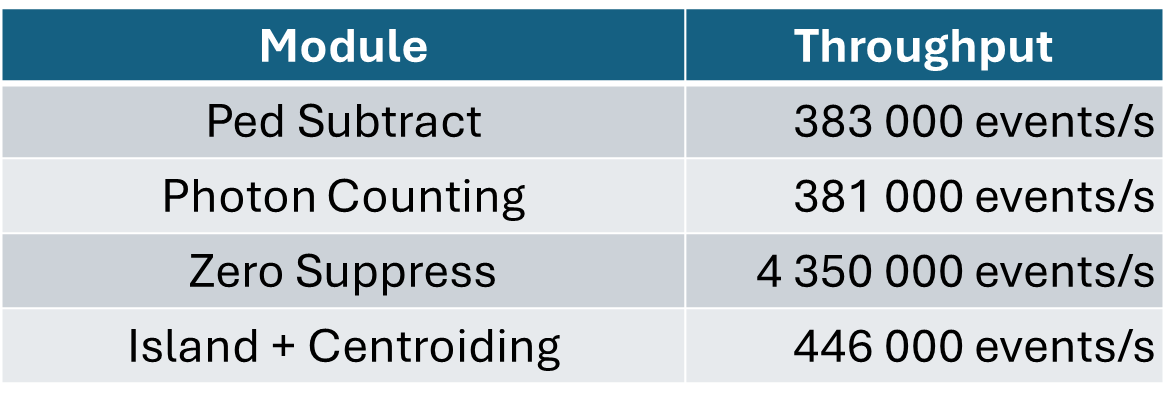 Module Throughput
Ped Subtract 383 000 events/s
Photon Counting 381 000 events/s
Zero Suppress 4 350 000 events/s
Island + Centroiding 446 000 events/s